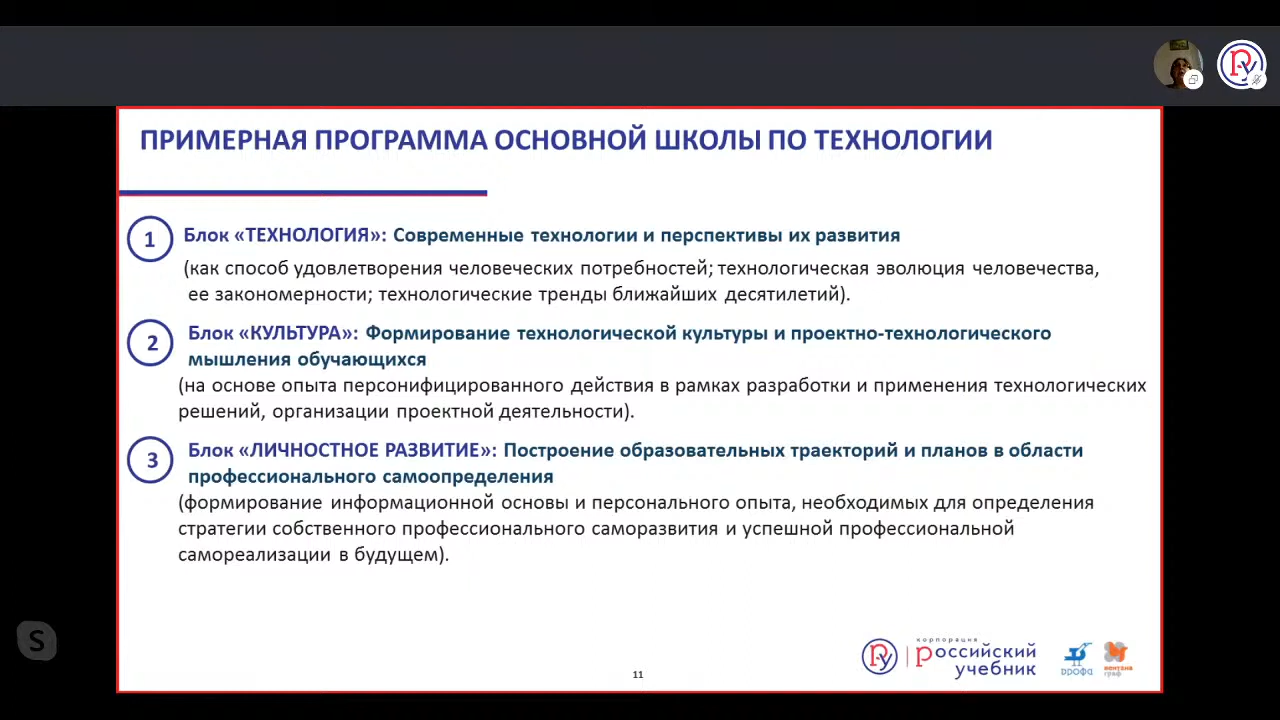 ПРИМЕРНАЯ ПРОГРАММА ОСНОВНОЙ ШКОЛЫ ПО ТЕХНОЛОГИИ
1
Блок «ТЕХНОЛОГИЯ»: Современные технологии и перспективы их развития
(как способ удовлетворения человеческих потребностей; технологическая эволюция человечества,
ее закономерности; технологические тренды ближайших десятилетий).
2
Блок «КУЛЬТУРА»: Формирование технологической культуры и проектно-технологического
мышления обучающихся
(на основе опыта персонифицированного действия в рамках разработки и применения технологических
решений, организации проектной деятельности).
3
Блок «ЛИЧНОСТНОЕ РАЗВИТИЕ»: Построение образовательных траекторий и планов в области
профессионального самоопределения
(формирование информационной основы и персонального опыта, необходимых для определения
стратегии собственного профессионального саморазвития и успешной профессиональной
самореализации в будущем).
корпорация
российский
учебник
дрофа
вентана
граф
11
S